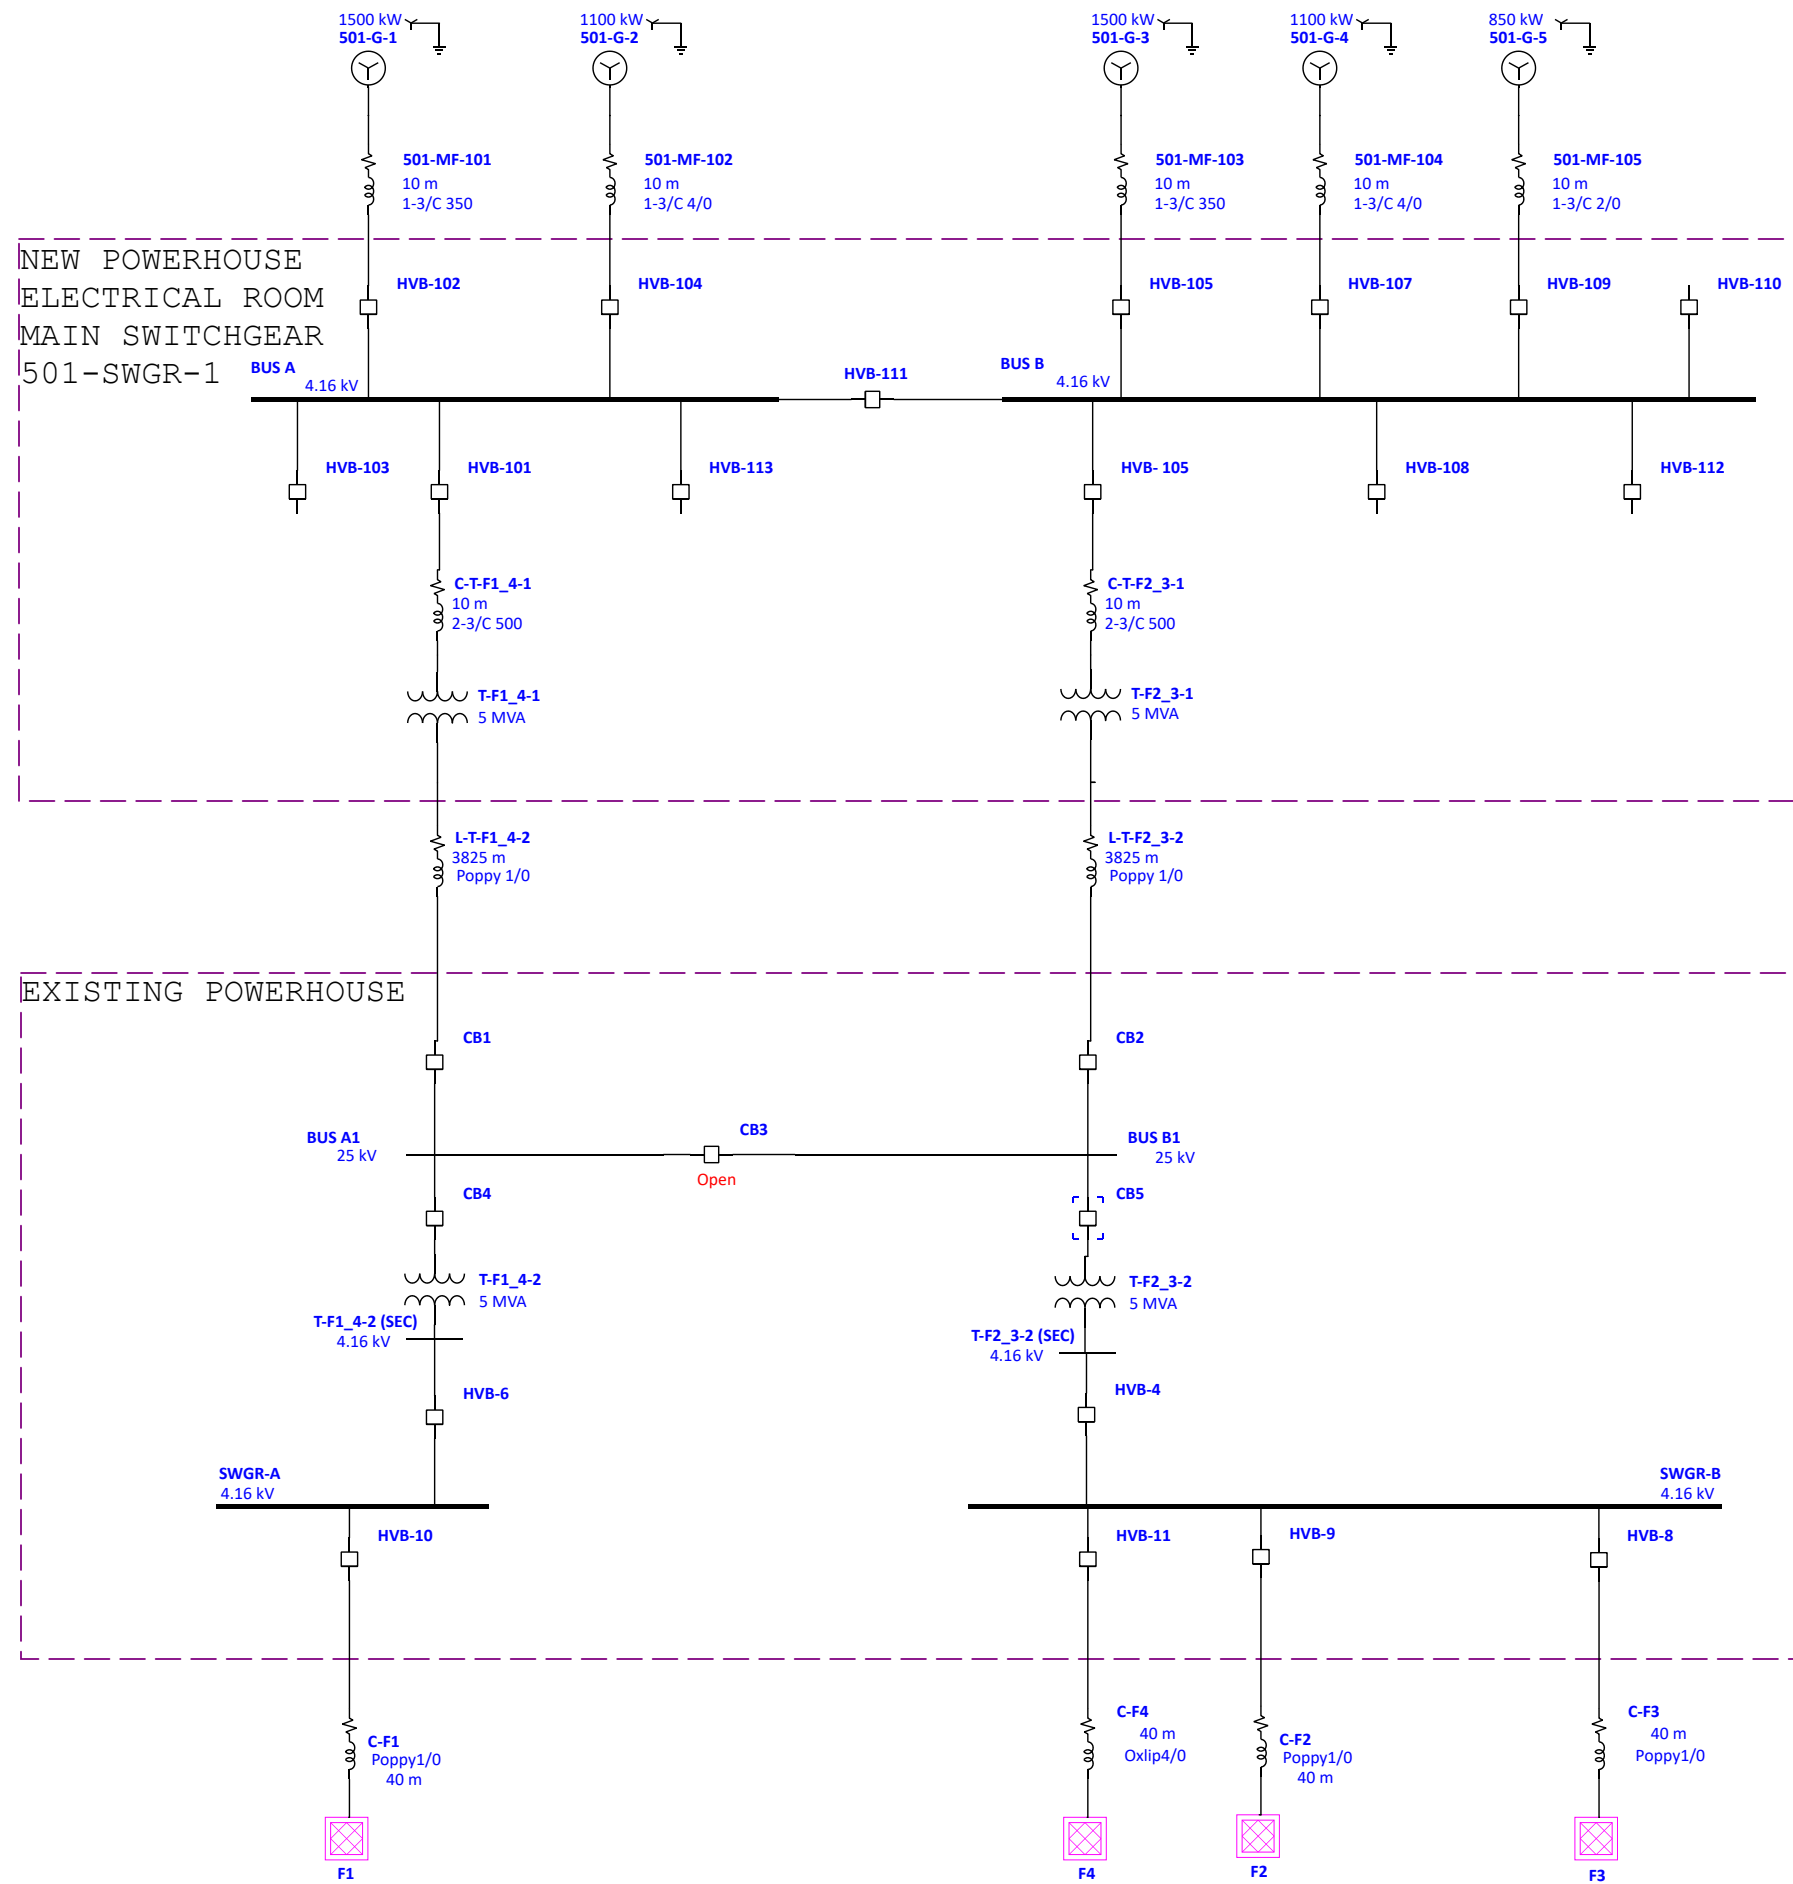 1500 kW
501-G-1
1100 kW
501-G-2
1500 kW
501-G-3
1100 kW
501-G-4
850 kW
501-G-5
501-MF-101
10 m
1-3/C 350
501-MF-102
10 m
1-3/C 4/0
501-MF-103
10 m
1-3/C 350
501-MF-104
10 m
1-3/C 4/0
501-MF-105
10 m
1-3/C 2/0
NEW POWERHOUSE
ELECTRICAL ROOM
MAIN SWITCHGEAR
501-SWGR-1
HVB-102
HVB-104
HVB-105
HVB-107
HVB-109
HVB-110
BUS A
4.16 kV
HVB-111
BUS B
4.16 kV
HVB-103
HVB-101
HVB-113
HVB- 105
HVB-108
HVB-112
C-T-F1_4-1
10 m
2-3/C 500
C-T-F2_3-1
10 m
2-3/C 500
T-F1_4-1
5 MVA
T-F2_3-1
5 MVA
L-T-F1_4-2
3825 m
Poppy 1/0
L-T-F2_3-2
3825 m
Poppy 1/0
EXISTING POWERHOUSE
CB1
CB2
BUS A1
25 kV
CB3
Open
BUS B1
25 kV
CB4
CB5
T-F1_4-2
5 MVA
T-F2_3-2
5 MVA
T-F1_4-2 (SEC)
4.16 kV
T-F2_3-2 (SEC)
4.16 kV
HVB-6
HVB-4
SWGR-A
4.16 kV
SWGR-B
4.16 kV
HVB-10
HVB-11
HVB-9
HVB-8
C-F1
Poppy1/0
40 m
C-F4
40 m
Oxlip4/0
C-F2
Poppy1/0
40 m
C-F3
40 m
Poppy1/0
F1
F4
F2
F3